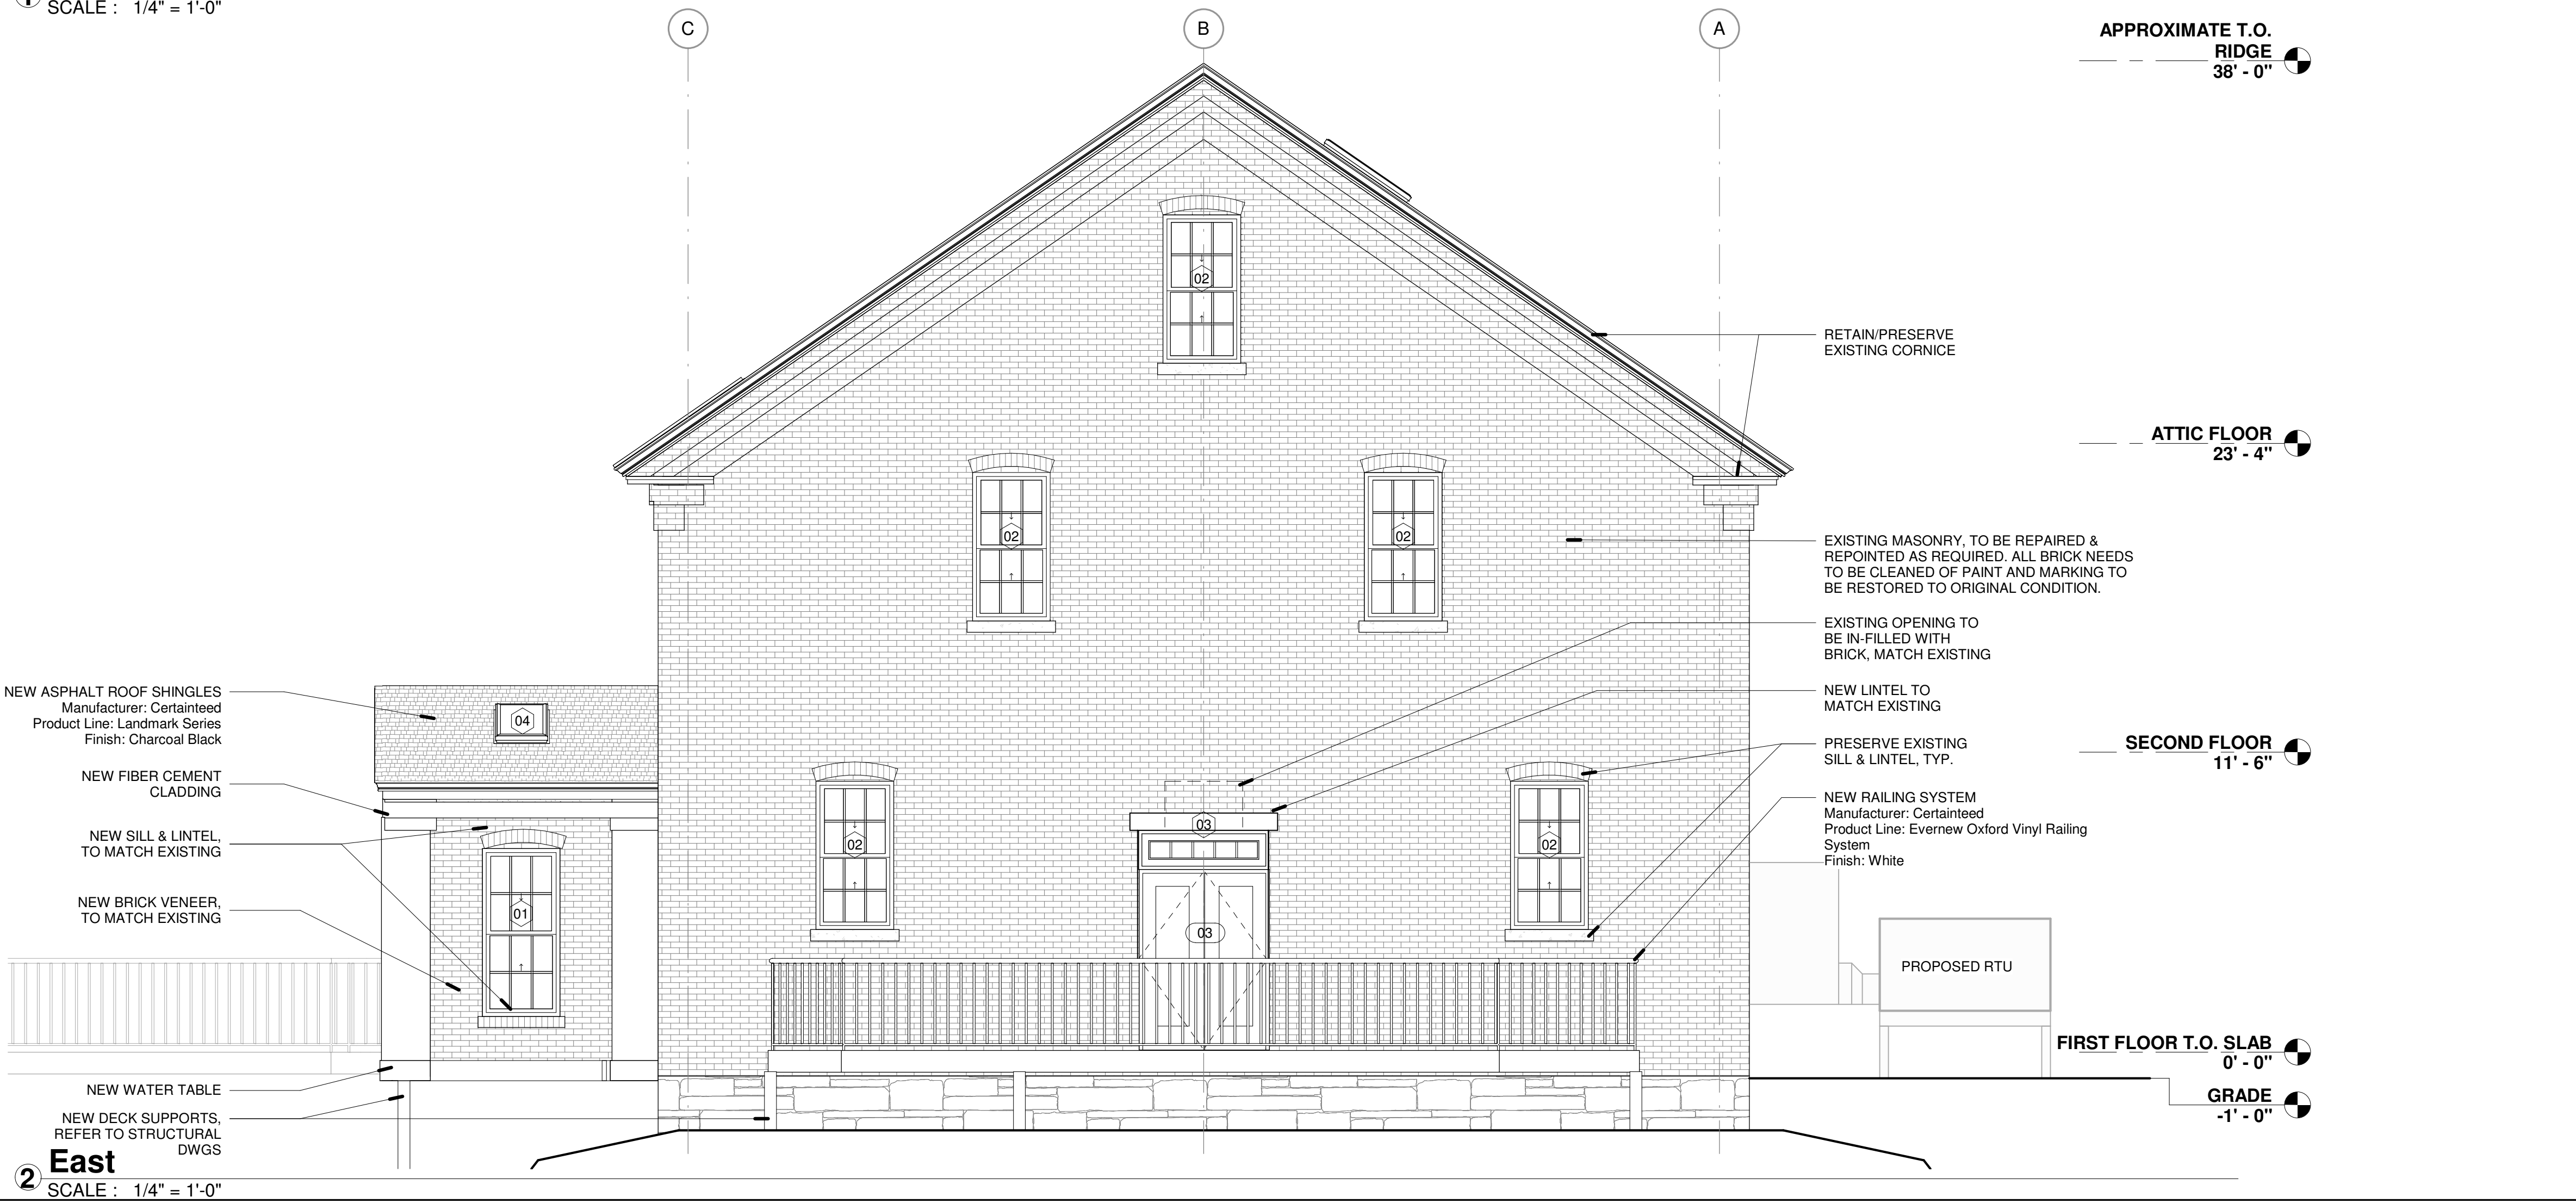 1
SCALE : 1/4" = 1'-0"
C
B
A
APPROXIMATE T.O.
RIDGE
38' - 0"
02
RETAIN/PRESERVE
EXISTING CORNICE
ATTIC FLOOR
23' - 4"
02
02
EXISTING MASONRY, TO BE REPAIRED &
REPOINTED AS REQUIRED. ALL BRICK NEEDS
TO BE CLEANED OF PAINT AND MARKING TO
BE RESTORED TO ORIGINAL CONDITION.
EXISTING OPENING TO
BE IN-FILLED WITH
BRICK, MATCH EXISTING
NEW LINTEL TO
MATCH EXISTING
NEW ASPHALT ROOF SHINGLES
Manufacturer: Certainteed
Product Line: Landmark Series
Finish: Charcoal Black
04
PRESERVE EXISTING
SILL & LINTEL, TYP.
SECOND FLOOR
11' - 6"
NEW FIBER CEMENT
CLADDING
NEW RAILING SYSTEM
Manufacturer: Certainteed
Product Line: Evernew Oxford Vinyl Railing
System
Finish: White
03
NEW SILL & LINTEL,
TO MATCH EXISTING
02
02
NEW BRICK VENEER,
TO MATCH EXISTING
01
03
PROPOSED RTU
FIRST FLOOR T.O. SLAB
0' - 0"
NEW WATER TABLE
GRADE
-1' - 0"
NEW DECK SUPPORTS,
REFER TO STRUCTURAL
DWGS
2
East
SCALE : 1/4" = 1'-0"